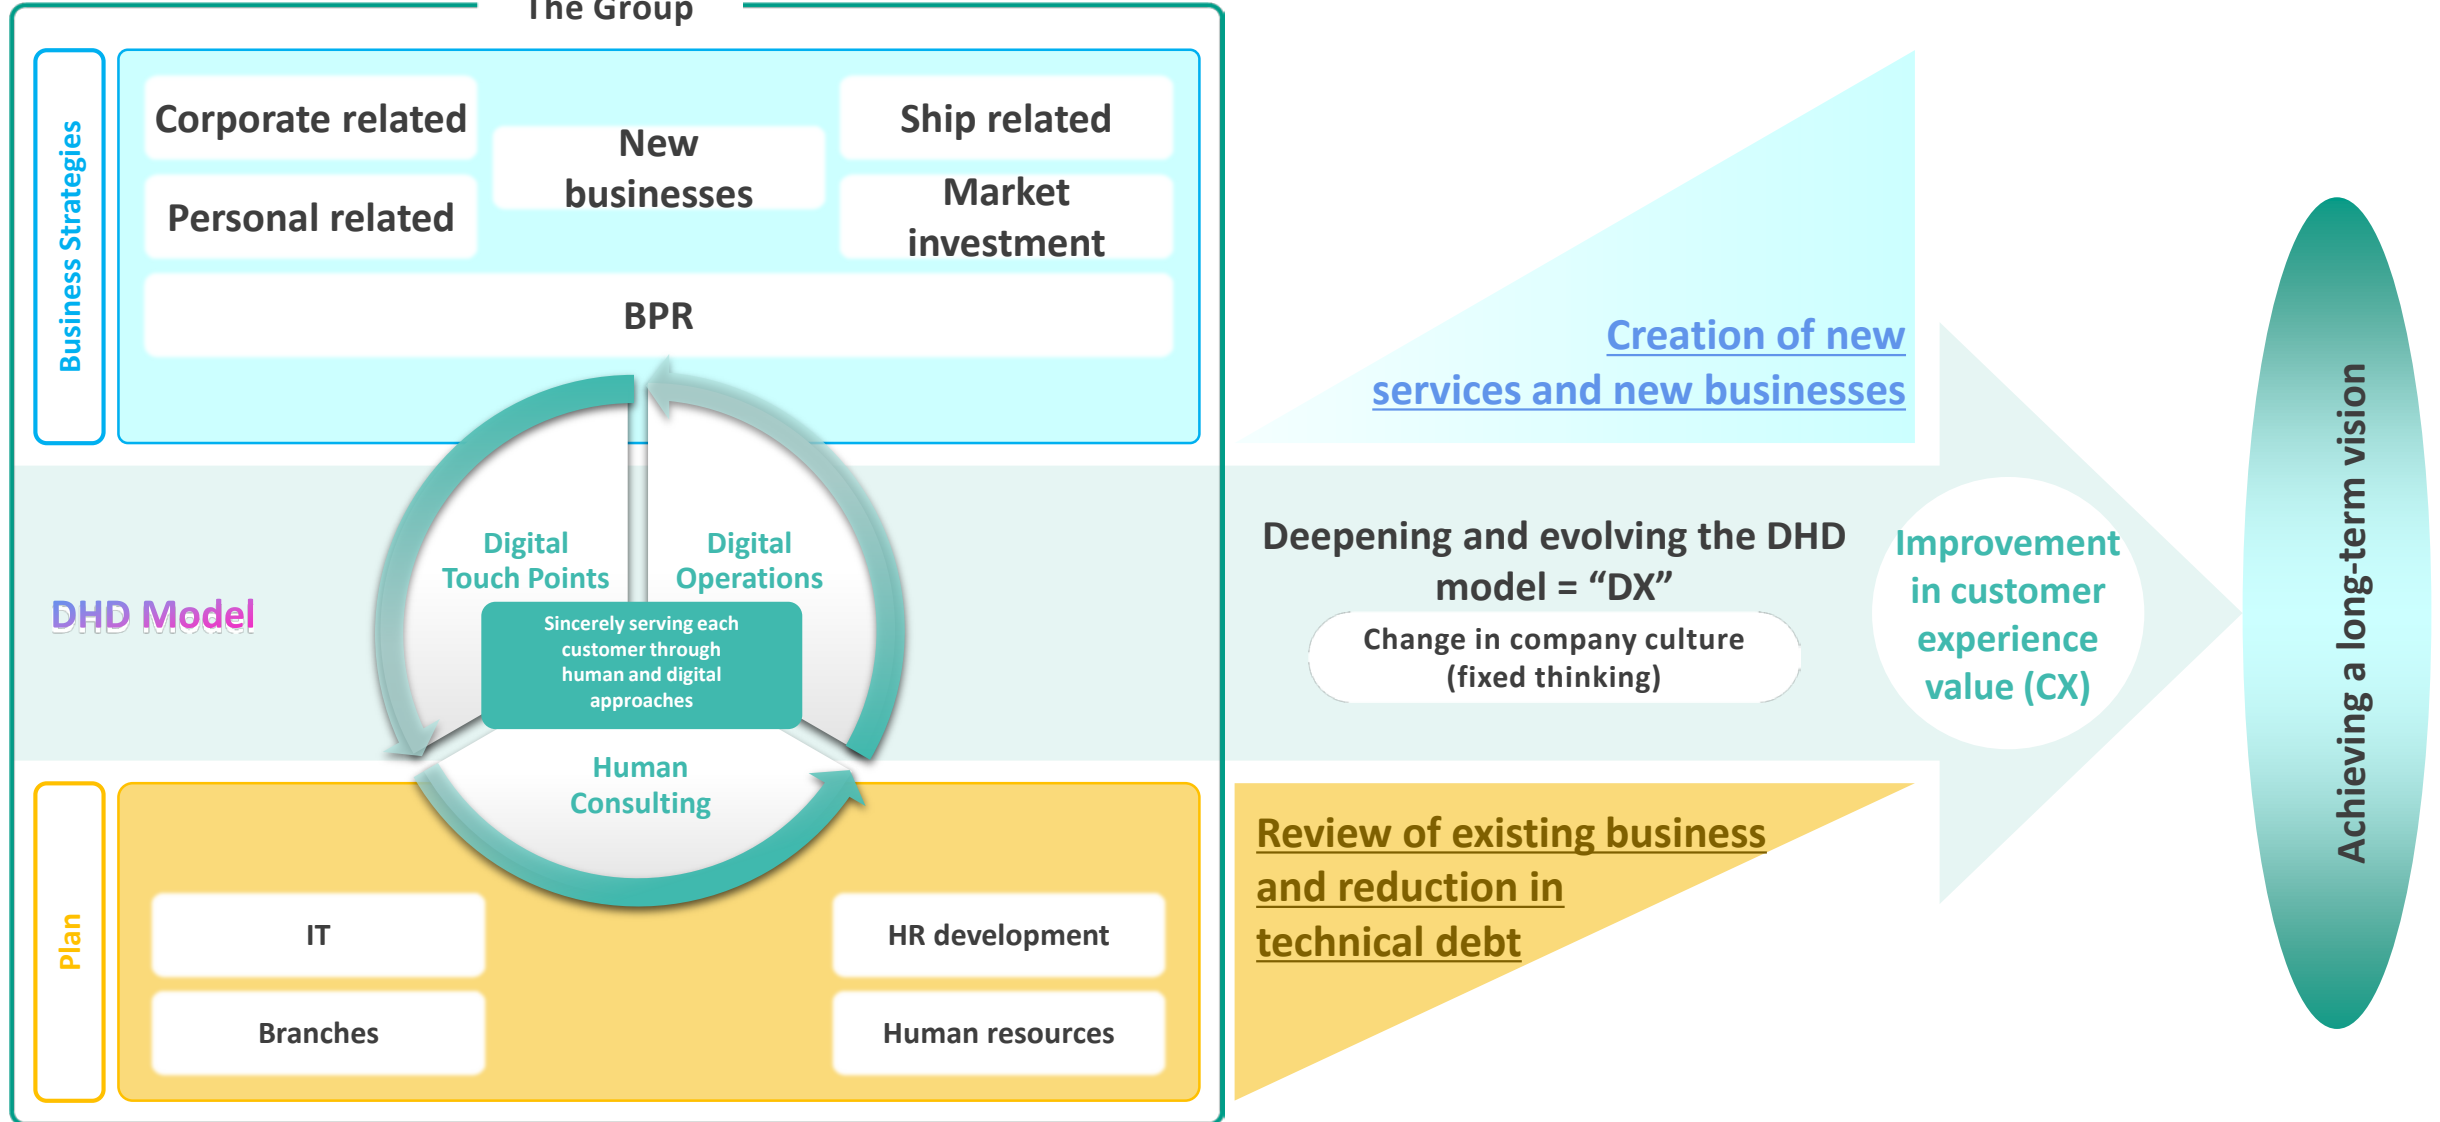 The Group
Business Strategies
Corporate related
New
businesses
Ship related
Personal related
Market
investment
BPR
DHD Model
Digital
Touch Points
Digital
Operations
Sincerely serving each
customer through
human and digital
approaches
Human
Consulting
Plan
IT
HR development
Branches
Human resources
Creation of new
services and new businesses
Deepening and evolving the DHD
model = “DX”
Change in company culture
(fixed thinking)
Improvement
in customer
experience
value (CX)
Review of existing business
and reduction in
technical debt
Achieving a long-term vision